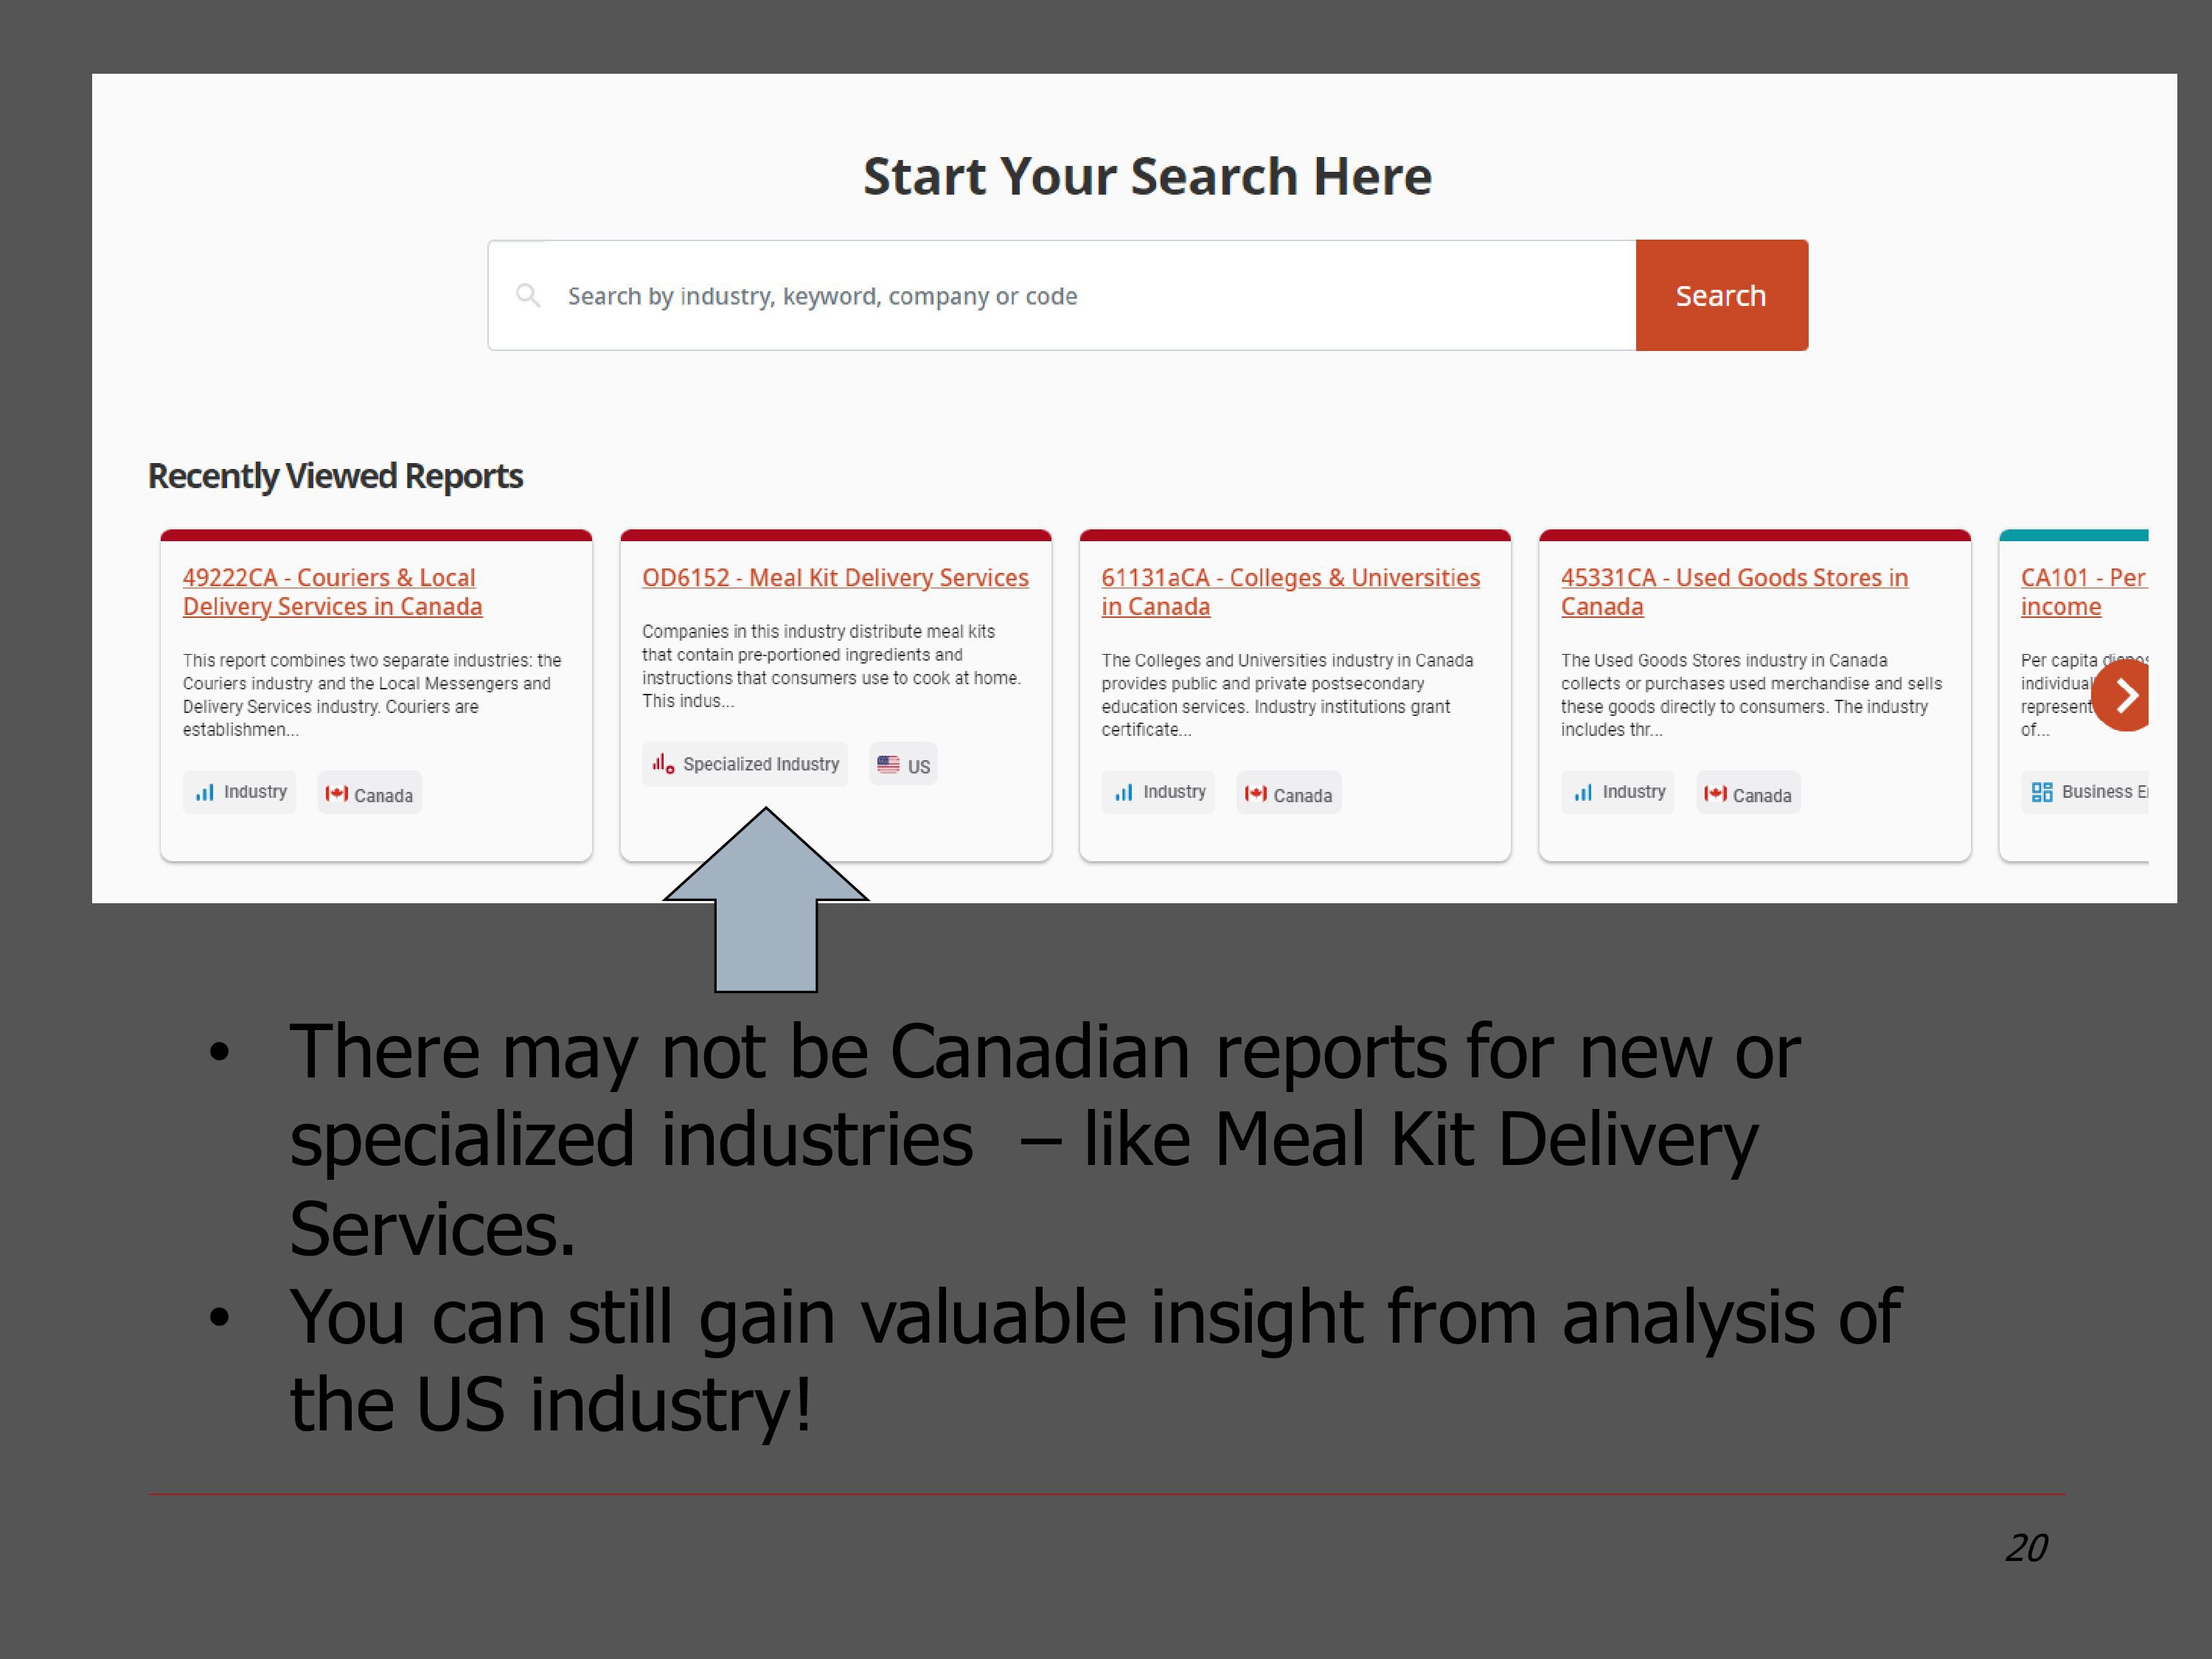 Start Your Search Here
Search by industry, keyword, company or code
Search
Recently Viewed Reports
49222CA - Couriers & Local
Delivery Services in Canada
This report combines two separate industries: the
Couriers industry and the Local Messengers and
Delivery Services industry. Couriers are
establishmen...
Industry
Canada
OD6152 - Meal Kit Delivery Services
Companies in this industry distribute meal kits
that contain pre-portioned ingredients and
instructions that consumers use to cook at home.
This indus...
Specialized Industry
US
61131aCA - Colleges & Universities
in Canada
The Colleges and Universities industry in Canada
provides public and private postsecondary
education services. Industry institutions grant
certificate...
Industry
Canada
45331CA - Used Goods Stores in
Canada
The Used Goods Stores industry in Canada
collects or purchases used merchandise and sells
these goods directly to consumers. The industry
includes thr...
Industry
Canada
CA101 - Per
income
Per capita
individual
represent
of...
Business
• There may not be Canadian reports for new or
specialized industries – like Meal Kit Delivery
Services.
• You can still gain valuable insight from analysis of
the US industry!
20